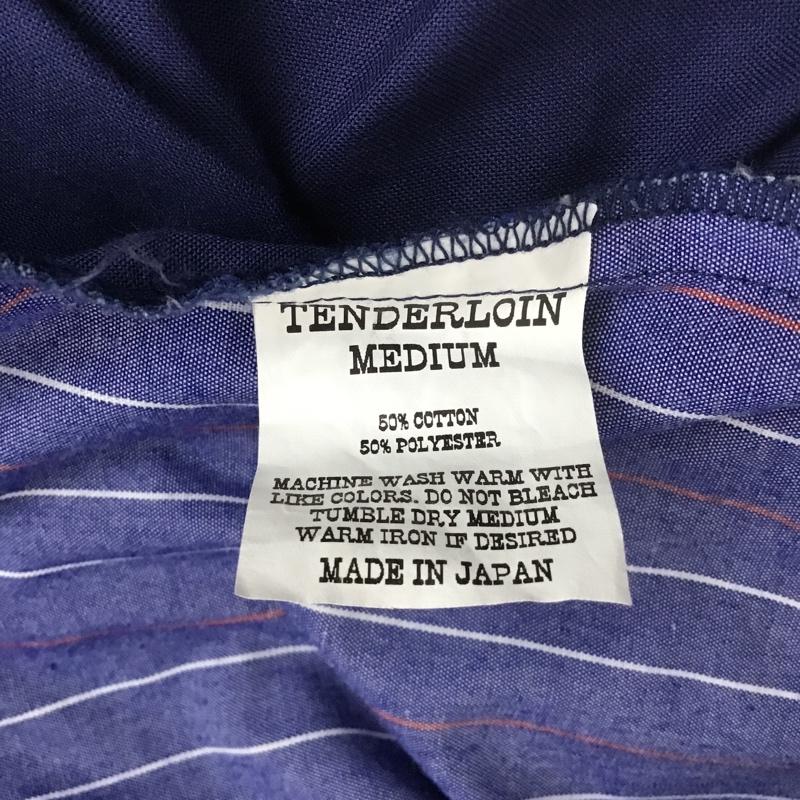 TENDERLOIN
MEDIUM
50% COTTON
50% POLYESTER
MACHINE WASH WARM WITH
LIKE COLORS. DO NOT BLEACH
TUMBLE DRY MEDIUM
WARM IRON IF DESIRED
MADE IN JAPAN